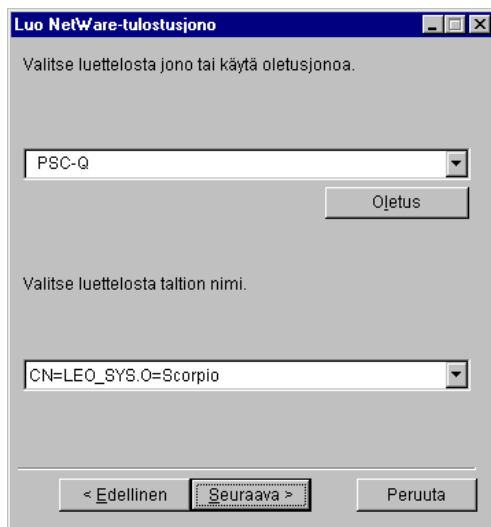 Luo NetWare-tulostusjono
Valitse luettelosta jono tai käytä oletusjonoa.
PSC-Q
Oletus
Valitse luettelosta taltion nimi.
CN=LEO_SYS.O=Scorpio
< Edellinen Seuraava > Peruuta